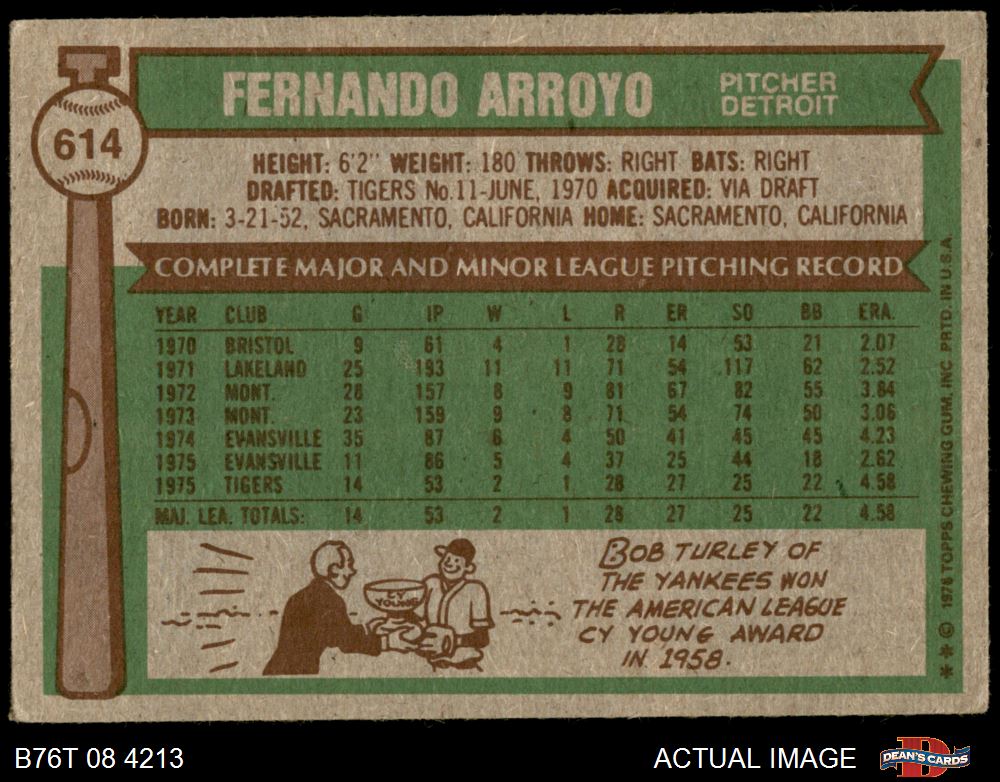 614
FERNANDO ARROYO
PITCHER
DETROIT
HEIGHT: 6'2" WEIGHT: 180 THROWS: RIGHT BATS: RIGHT
DRAFTED: TIGERS No.11-JUNE, 1970 ACQUIRED: VIA DRAFT
BORN: 3-21-52, SACRAMENTO, CALIFORNIA HOME: SACRAMENTO, CALIFORNIA
COMPLETE MAJOR AND MINOR LEAGUE PITCHING RECORD
YEAR CLUB G IP W L R ER SO BB ERA.
1970 BRISTOL 9 61 4 1 28 14 53 21 2.07
1971 LAKELAND 25 193 11 11 71 54 117 62 2.52
1972 MONT. 28 157 8 9 81 67 82 55 3.84
1973 MONT. 23 159 9 8 71 54 74 50 3.06
1974 EVANSVILLE 35 87 6 4 50 41 45 45 4.23
1975 EVANSVILLE 11 86 5 4 37 25 44 18 2.62
1975 TIGERS 14 53 2 1 28 27 25 22 4.58
MAJ. LEA. TOTALS: 14 53 2 1 28 27 25 22 4.58
CY
YOUNG
BOB TURLEY OF
THE YANKEES WON
THE AMERICAN LEAGUE
CY YOUNG AWARD
IN 1958.
** © 1976 TOPPS CHEWING GUM, INC. PRTD. IN U.S.A.
B76T 08 4213
ACTUAL IMAGE
D
DEAN'S CARDS